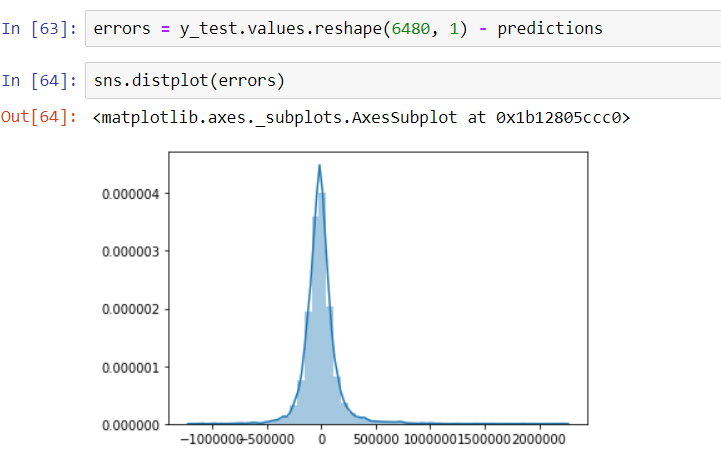 In [63]: errors = y_test.values.reshape(6480, 1) - predictions
In [64]: sns.distplot(errors)
Out[64]: <matplotlib.axes._subplots.AxesSubplot at 0x1b12805ccc0>
0.000004
0.000003
0.000002
0.000001
0.000000
−1000000 −500000 0 500000 1000000 1500000 2000000